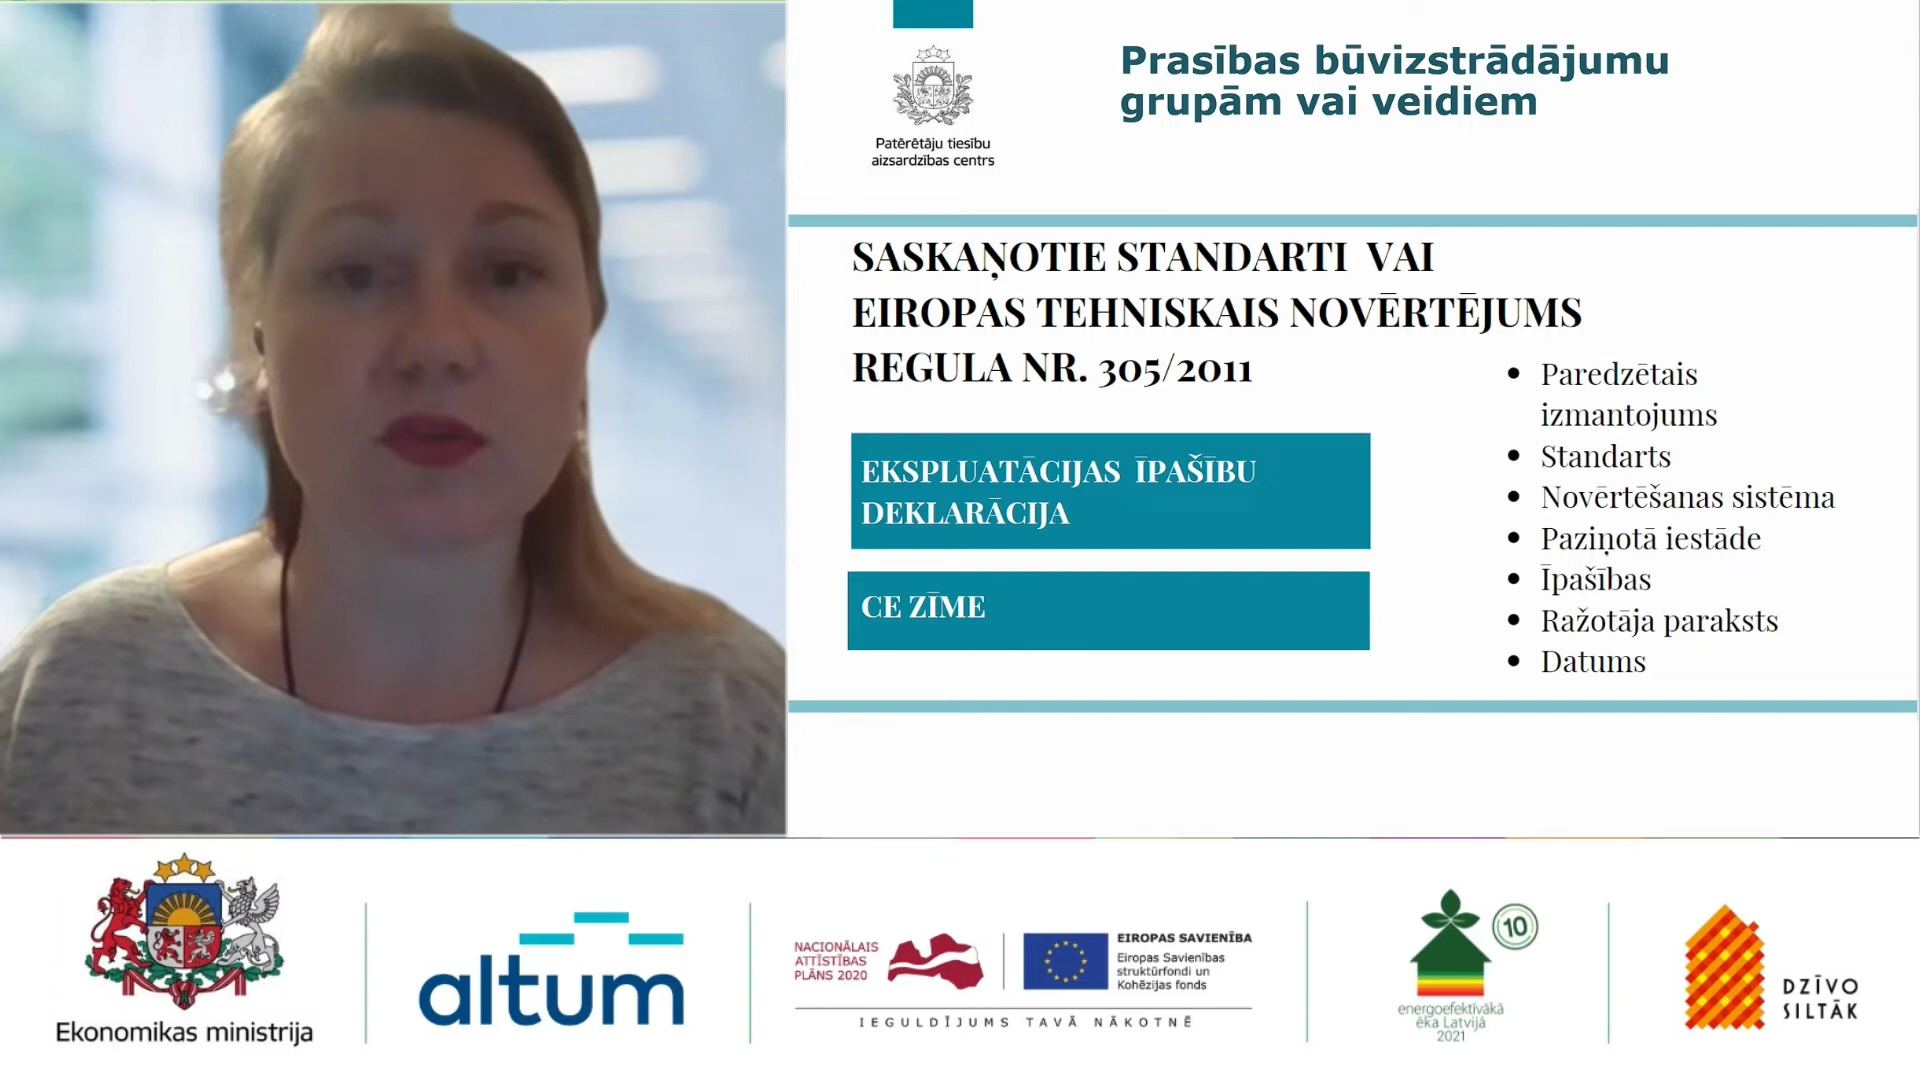 Patērētāju tiesību
aizsardzības centrs
Prasības būvizstrādājumu
grupām vai veidiem
SASKAŅOTIE STANDARTI VAI
EIROPAS TEHNISKAIS NOVĒRTĒJUMS
REGULA NR. 305/2011
EKSPLUATĀCIJAS ĪPAŠĪBU
DEKLARĀCIJA
CE ZĪME
• Paredzētais
izmantojums
• Standarts
• Novērtēšanas sistēma
• Paziņotā iestāde
• Īpašības
• Ražotāja paraksts
• Datums
Ekonomikas ministrija
altum
NACIONĀLAIS
ATTĪSTĪBAS
PLĀNS 2020
EIROPAS SAVIENĪBA
Eiropas Savienības
struktūrfondi un
Kohēzijas fonds
IEGULDĪJUMS TAVĀ NĀKOTNĒ
10
energoefektīvākā
ēka Latvijā
2021
DZĪVO
SILTĀK